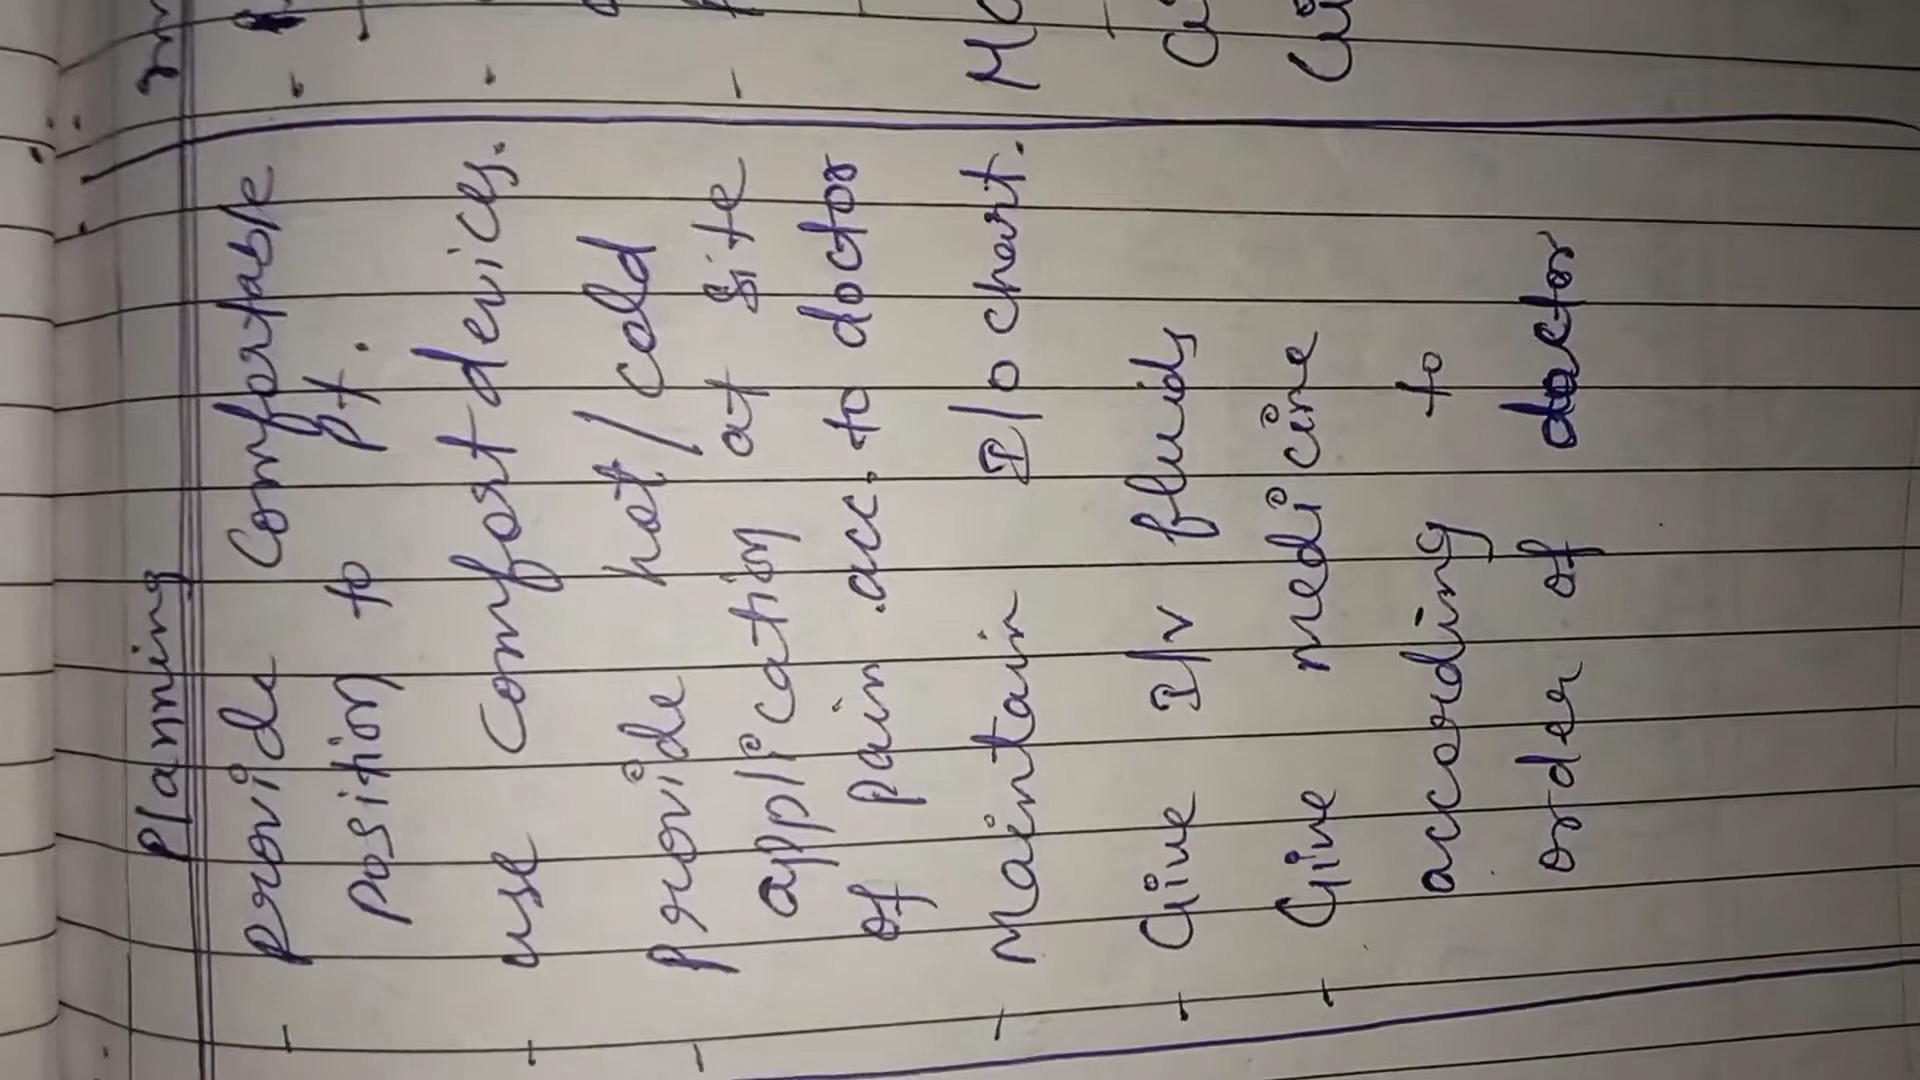 Planning
- provide comfortable
position to pt.
- use comfort devices.
- provide hot/cold
application at site
of pain acc. to doctor
- Maintain I/o chart.
- Give I/v fluids
- Give medicine
according to
order of doctor